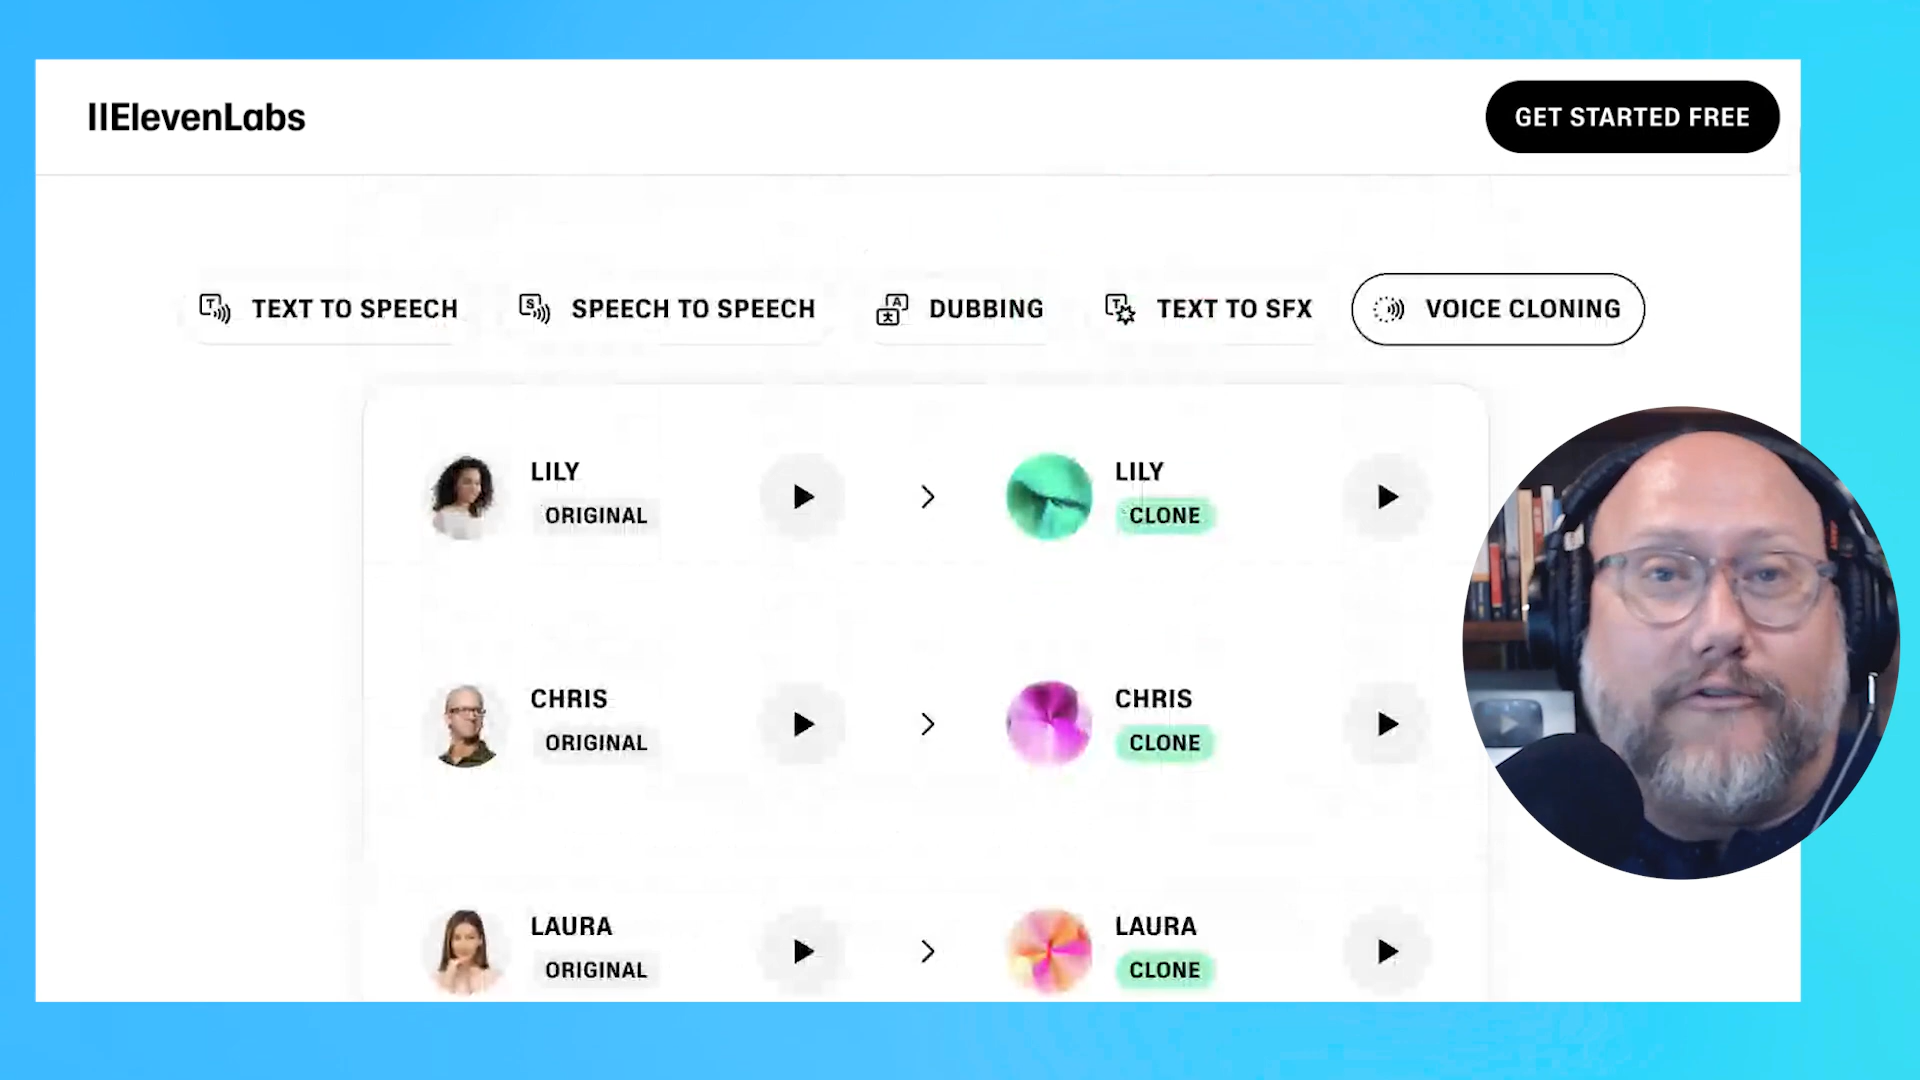 IIElevenLabs
GET STARTED FREE
TEXT TO SPEECH
SPEECH TO SPEECH
DUBBING
TEXT TO SFX
VOICE CLONING
LILY
ORIGINAL
LILY
CLONE
CHRIS
ORIGINAL
CHRIS
CLONE
LAURA
ORIGINAL
LAURA
CLONE